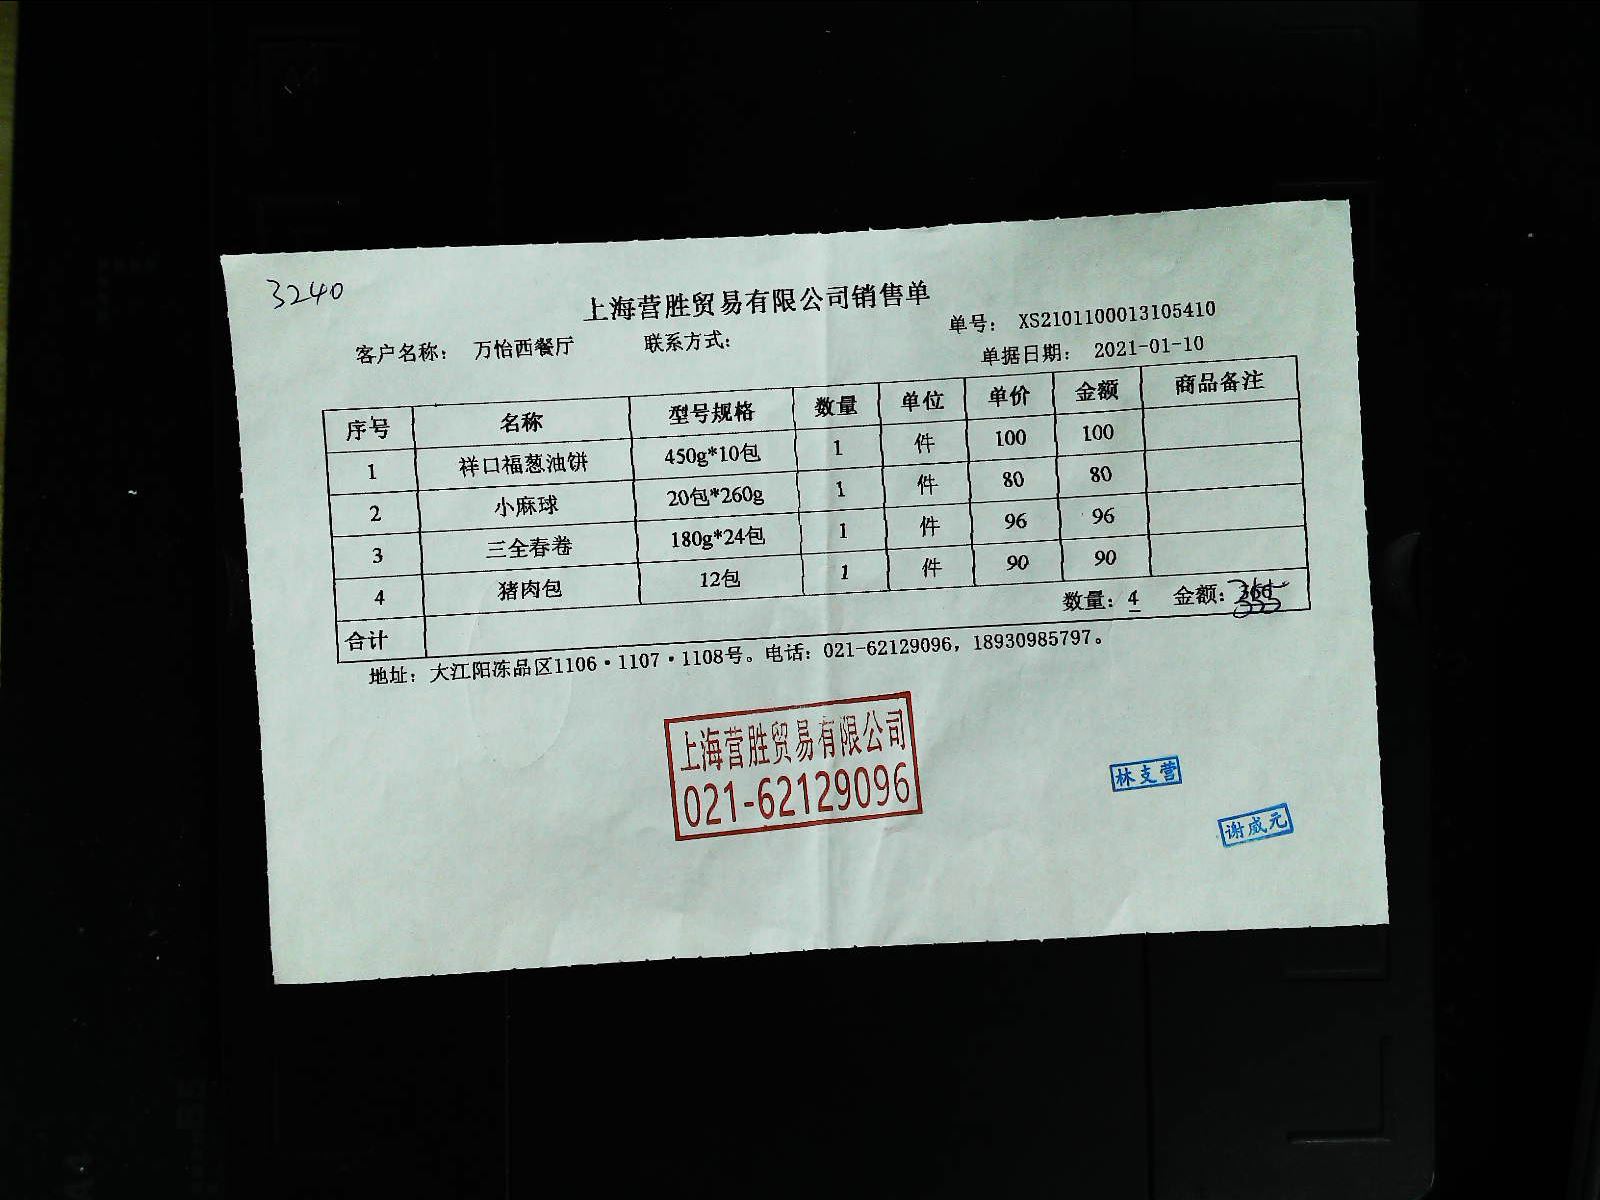 3240
上海营胜贸易有限公司销售单
客户名称： 万怡西餐厅 联系方式： 单号： XS2101100013105410
单据日期： 2021-01-10
序号 名称 型号规格 数量 单位 单价 金额 商品备注
1 祥口福葱油饼 450g*10包 1 件 100 100
2 小麻球 20包*260g 1 件 80 80
3 三全春卷 180g*24包 1 件 96 96
4 猪肉包 12包 1 件 90 90
合计 数量：4 金额：
地址：大江阳冻品区1106·1107·1108号。电话：021-62129096，18930985797。
上海营胜贸易有限公司
021-62129096
林支营
谢威元